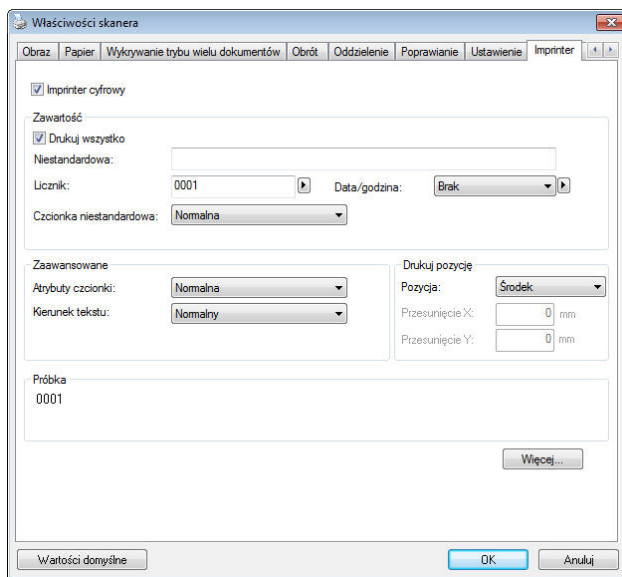 Właściwości skanera
Obraz Papier Wykrywanie trybu wielu dokumentów Obrót Oddzielenie Poprawianie Ustawienie Imprinter
Imprinter cyfrowy
Zawartość
Drukuj wszystko
Niestandardowa:
Licznik: 0001 Data/godzina: Brak
Czcionka niestandardowa: Normalna
Zaawansowane Drukuj pozycję
Atrybuty czcionki: Normalna Pozycja: Środek
Kierunek tekstu: Normalny Przesunięcie X: 0 mm
Przesunięcie Y: 0 mm
Próbka
0001
Więcej...
Wartości domyślne OK Anuluj